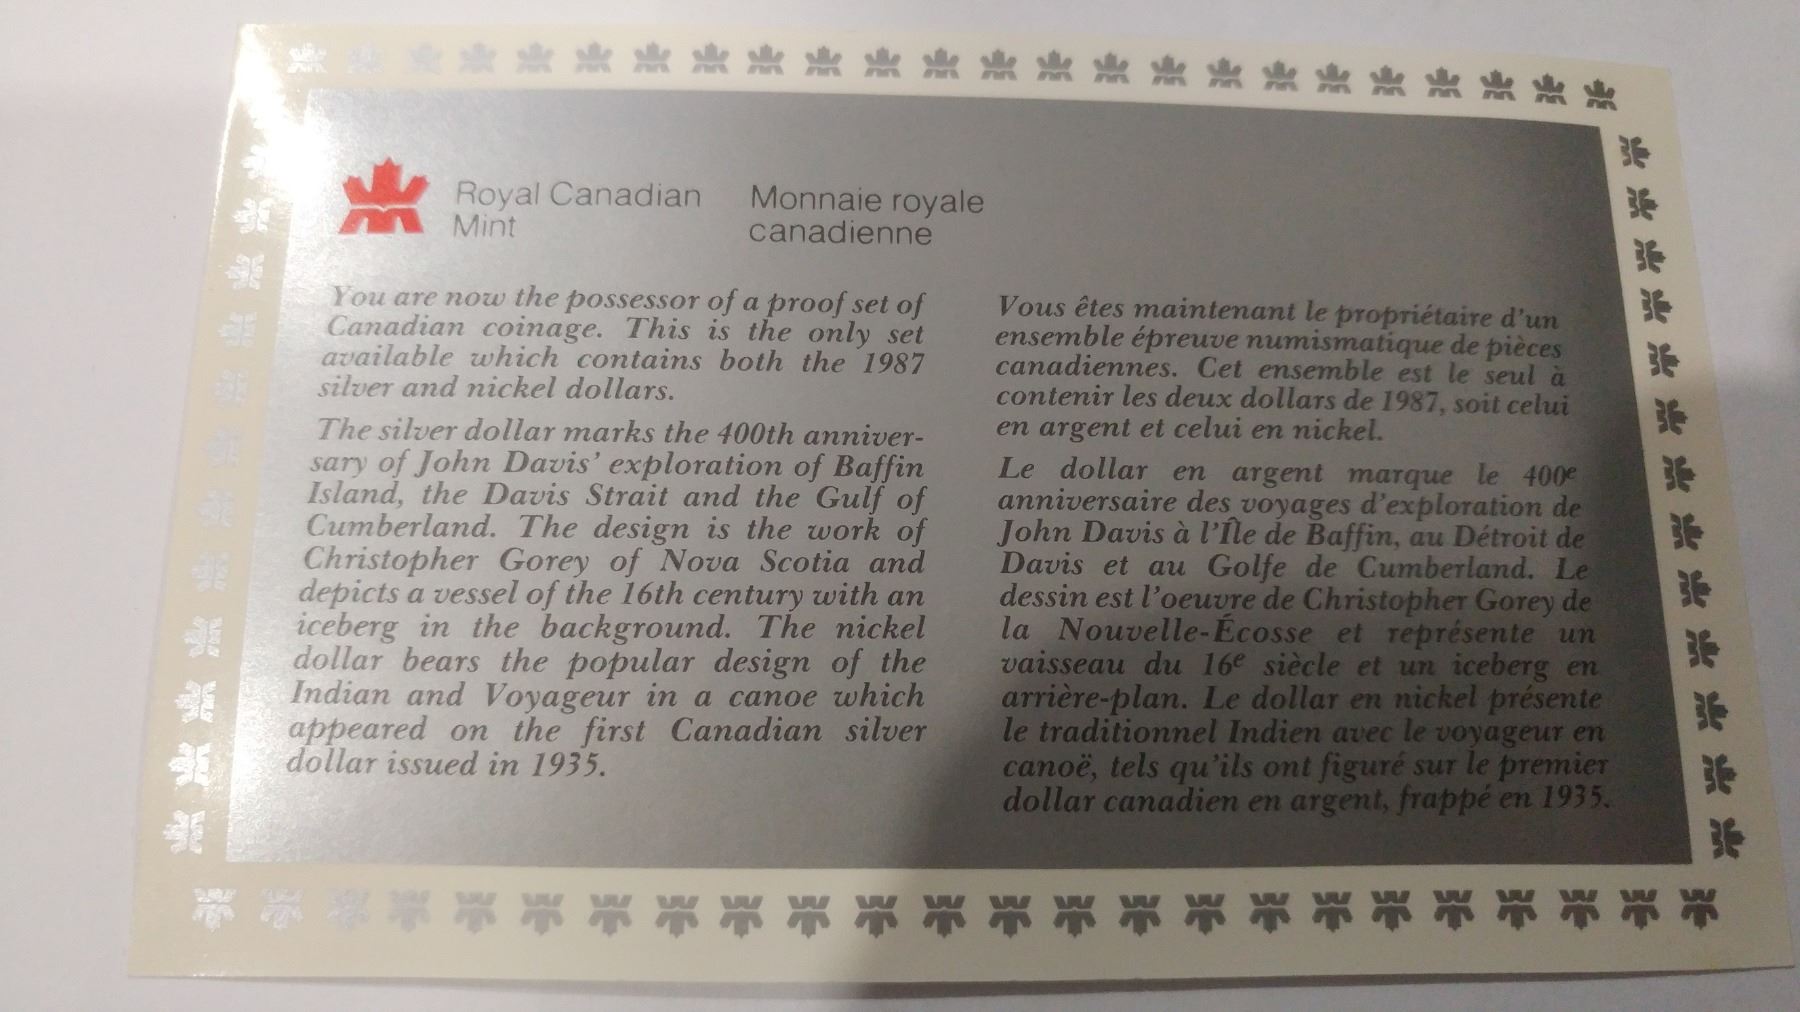 Royal Canadian
Mint
Monnaie royale
canadienne
You are now the possessor of a proof set of
Canadian coinage. This is the only set
available which contains both the 1987
silver and nickel dollars.
The silver dollar marks the 400th anniver-
sary of John Davis' exploration of Baffin
Island, the Davis Strait and the Gulf of
Cumberland. The design is the work of
Christopher Gorey of Nova Scotia and
depicts a vessel of the 16th century with an
iceberg in the background. The nickel
dollar bears the popular design of the
Indian and Voyageur in a canoe which
appeared on the first Canadian silver
dollar issued in 1935.
Vous êtes maintenant le propriétaire d'un
ensemble épreuve numismatique de pièces
canadiennes. Cet ensemble est le seul à
contenir les deux dollars de 1987, soit celui
en argent et celui en nickel.
Le dollar en argent marque le 400e
anniversaire des voyages d'exploration de
John Davis à l'Île de Baffin, au Détroit de
Davis et au Golfe de Cumberland. Le
dessin est l'oeuvre de Christopher Gorey de
la Nouvelle-Écosse et représente un
vaisseau du 16e siècle et un iceberg en
arrière-plan. Le dollar en nickel présente
le traditionnel Indien avec le voyageur en
canoë, tels qu'ils ont figuré sur le premier
dollar canadien en argent, frappé en 1935.